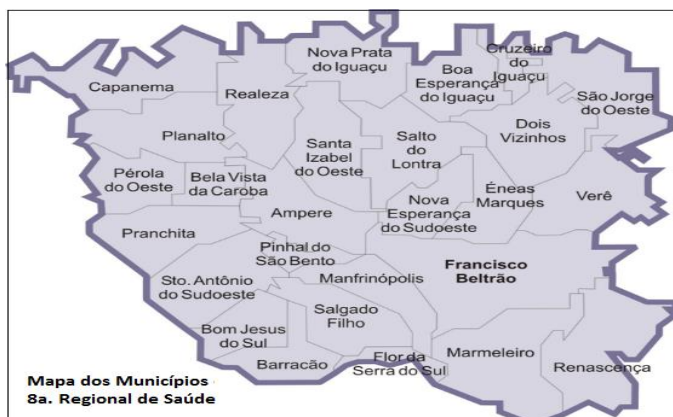 Nova Prata
do Iguaçu
Cruzeiro
do
Iguaçu
Boa
Esperança
do Iguaçu
Capanema
Realeza
São Jorge
do Oeste
Planalto
Santa
Izabel
do Oeste
Salto
do
Lontra
Dois
Vizinhos
Pérola
do Oeste
Bela Vista
da Caroba
Nova
Esperança
do Sudoeste
Éneas
Marques
Verê
Ampere
Pranchita
Pinhal do
São Bento
Manfrinópolis
Francisco
Beltrão
Sto. Antônio
do Sudoeste
Salgado
Filho
Bom Jesus
do Sul
Barracão
Flor da
Serra do Sul
Marmeleiro
Renascença
Mapa dos Municípios
8a. Regional de Saúde